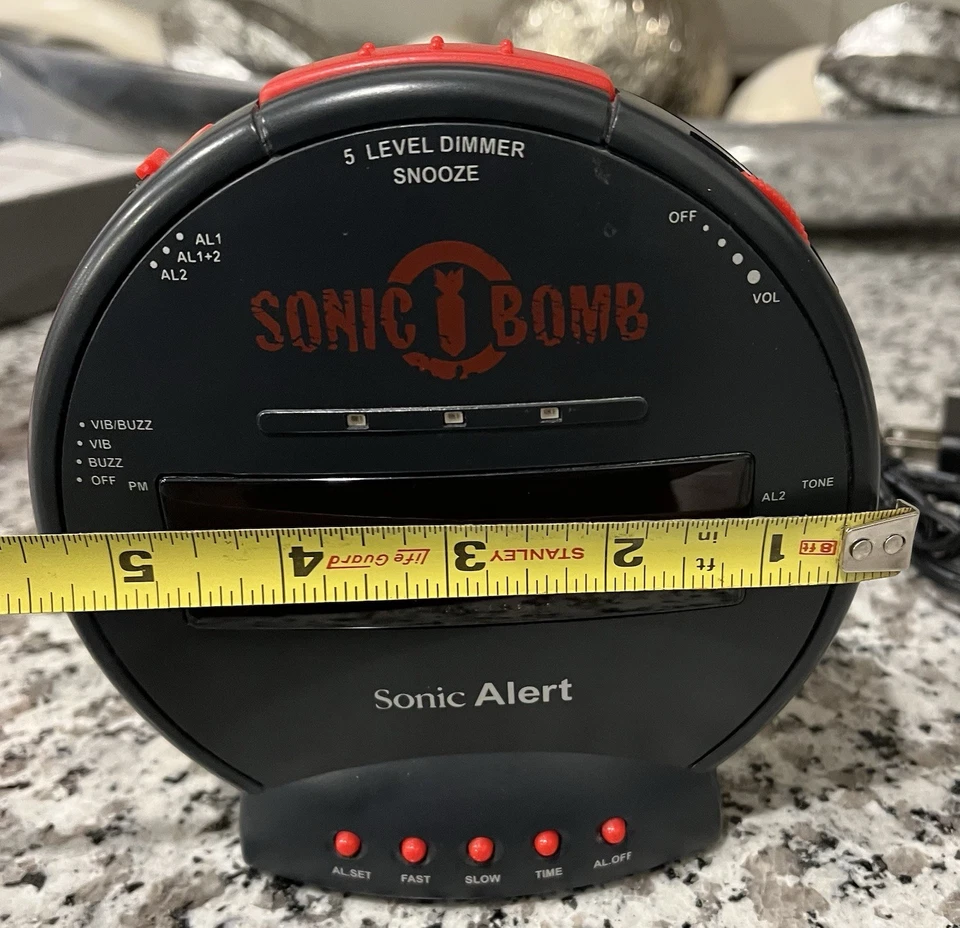 5 LEVEL DIMMER
SNOOZE
OFF
VOL
AL1
AL1+2
AL2
SONIC BOMB
VIB/BUZZ
VIB
BUZZ
OFF
PM
AL2
TONE
5 4 Life Guard 3 STANLEY 2 in ft 1 8 ft
Sonic Alert
AL.SET
FAST
SLOW
TIME
AL.OFF